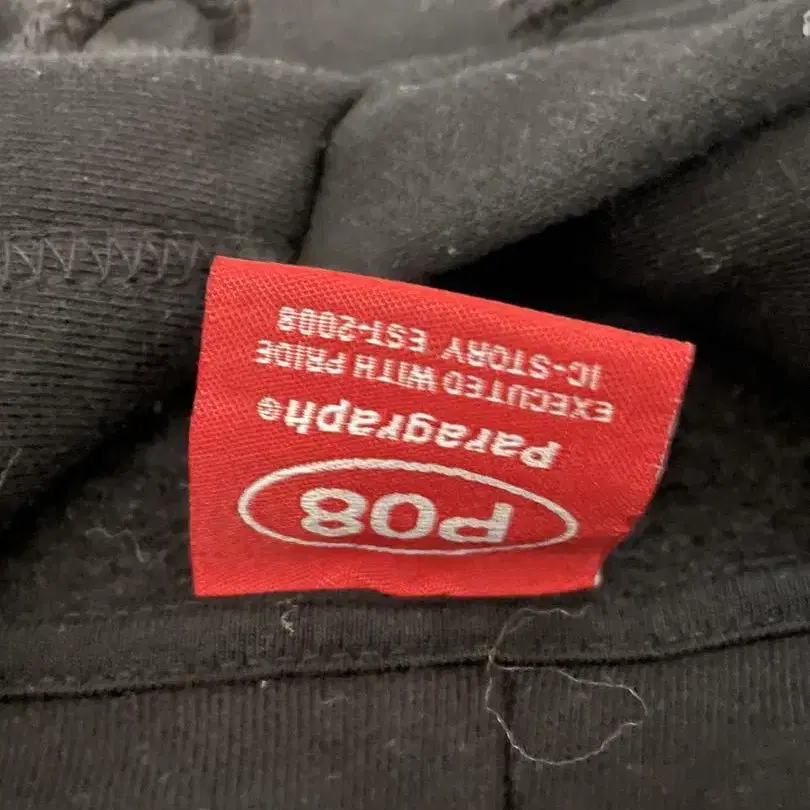 P08
Paragraph®
EXECUTED WITH PRIDE
IC-STORY EST-2008